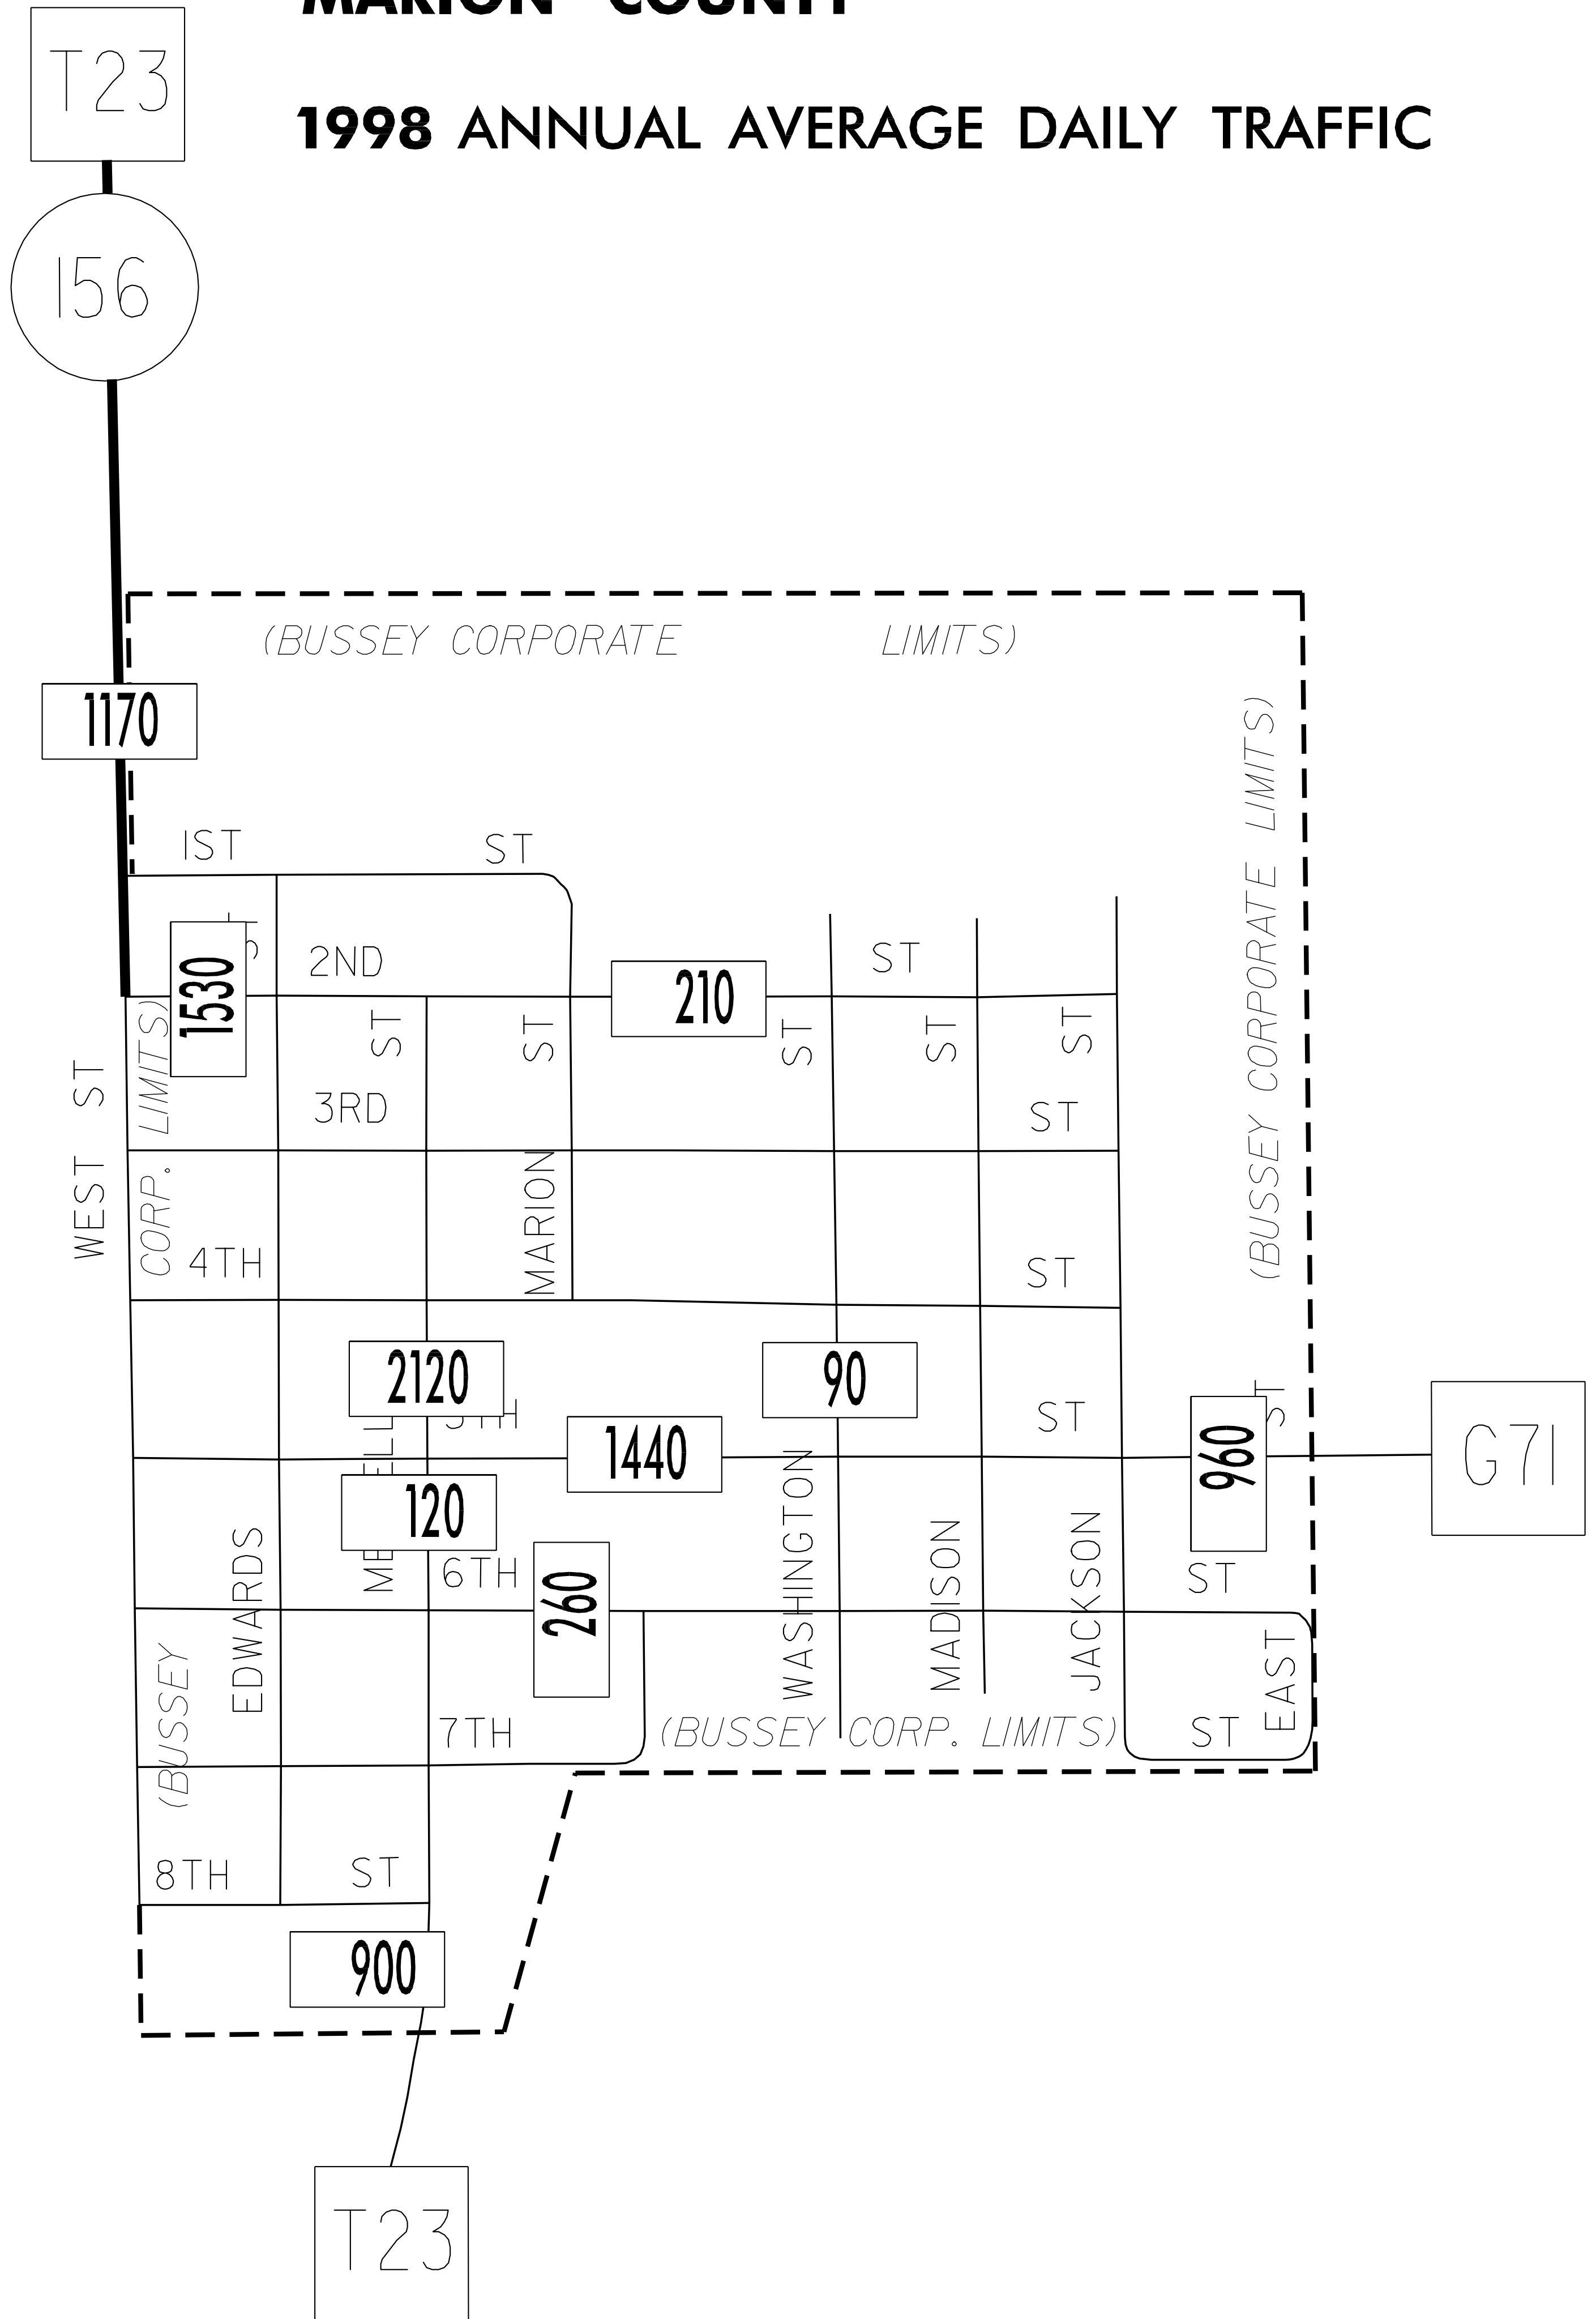 MARION COUNTY
T23
1998 ANNUAL AVERAGE DAILY TRAFFIC
156
(BUSSEY CORPORATE LIMITS)
1170
(BUSSEY CORPORATE LIMITS)
1ST ST
1530
2ND ST
210
ST
ST
ST
ST
ST
WEST ST
3RD ST
MARION
4TH ST
2120
90
ST
1440
960
ST
G71
120
6TH ST
260
EDWARDS
WASHINGTON
MADISON
JACKSON
EAST
7TH ST
(BUSSEY CORP. LIMITS)
(BUSSEY CORP. LIMITS)
8TH ST
900
T23